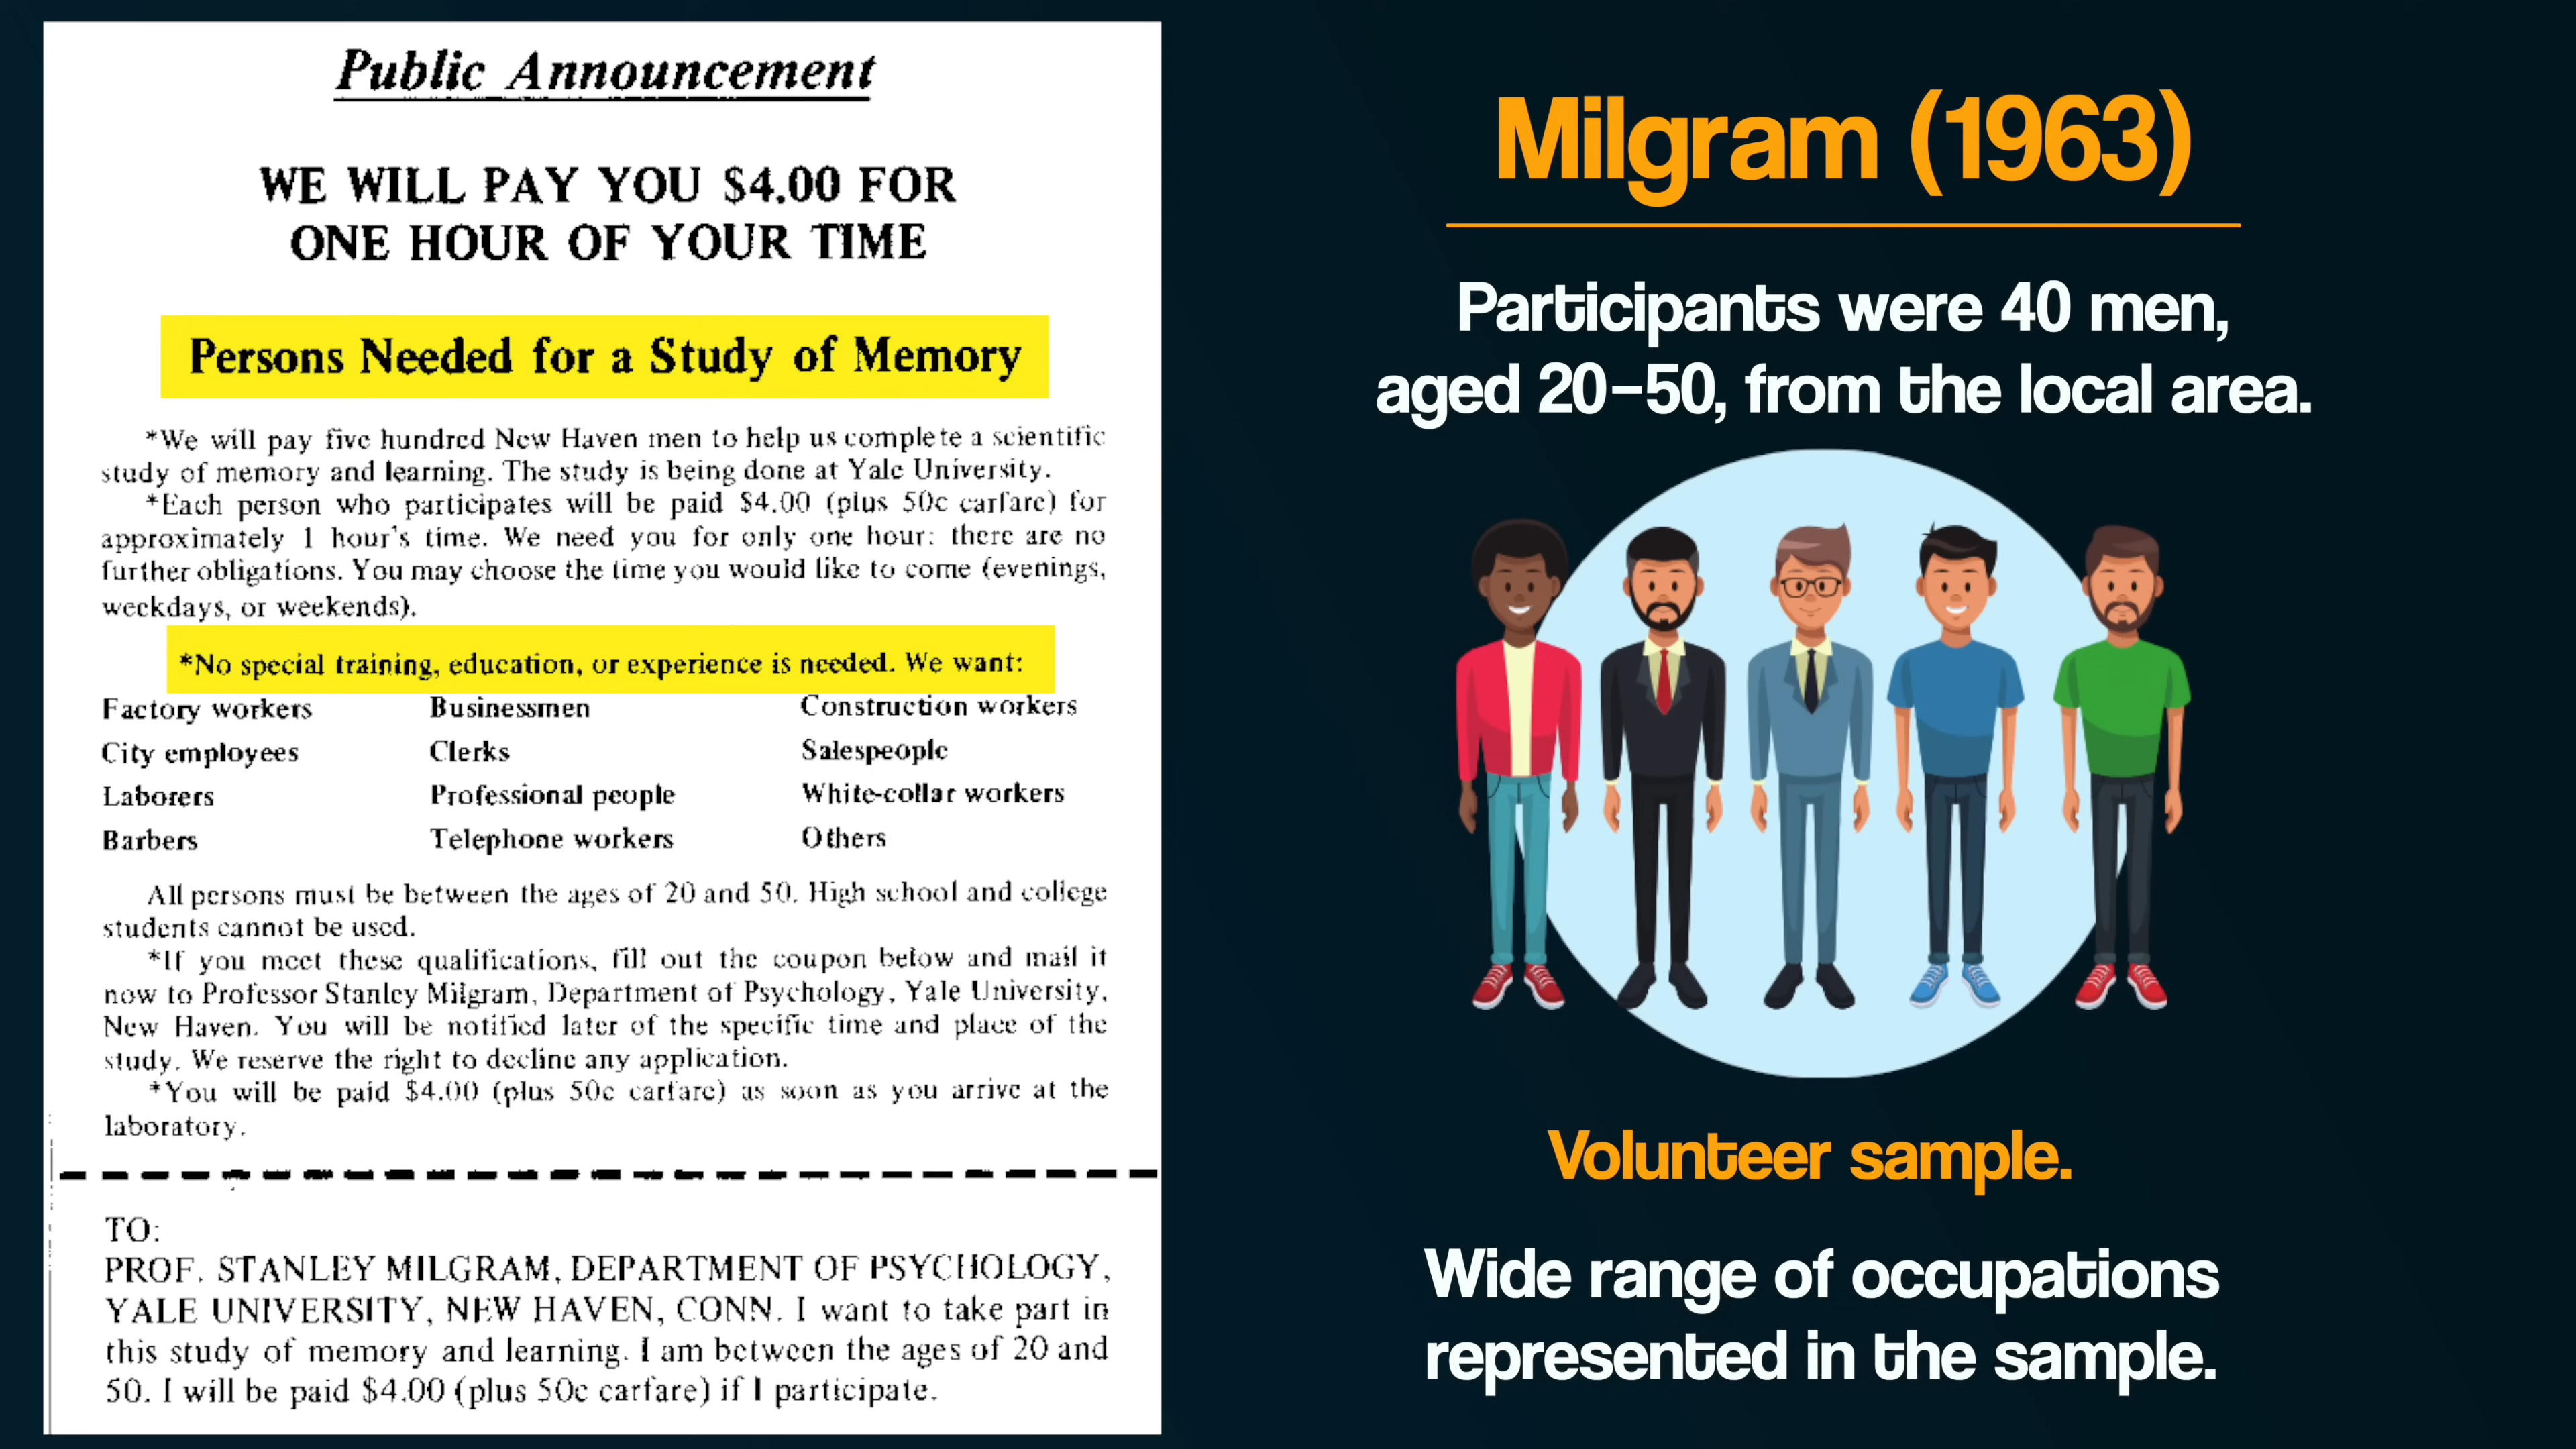 Public Announcement
WE WILL PAY YOU $4.00 FOR
ONE HOUR OF YOUR TIME
Persons Needed for a Study of Memory
*We will pay five hundred New Haven men to help us complete a scientific
study of memory and learning. The study is being done at Yale University.
*Each person who participates will be paid $4.00 (plus 50c carfare) for
approximately 1 hour's time. We need you for only one hour: there are no
further obligations. You may choose the time you would like to come (evenings,
weekdays, or weekends).
*No special training, education, or experience is needed. We want:
Factory workers Businessmen Construction workers
City employees Clerks Salespeople
Laborers Professional people White-collar workers
Barbers Telephone workers Others
All persons must be between the ages of 20 and 50. High school and college
students cannot be used.
*If you meet these qualifications, fill out the coupon below and mail it
now to Professor Stanley Milgram, Department of Psychology, Yale University,
New Haven. You will be notified later of the specific time and place of the
study. We reserve the right to decline any application.
*You will be paid $4.00 (plus 50c carfare) as soon as you arrive at the
laboratory.
TO:
PROF. STANLEY MILGRAM, DEPARTMENT OF PSYCHOLOGY,
YALE UNIVERSITY, NEW HAVEN, CONN. I want to take part in
this study of memory and learning. I am between the ages of 20 and
50. I will be paid $4.00 (plus 50c carfare) if I participate.
Milgram (1963)
Participants were 40 men,
aged 20–50, from the local area.
Volunteer sample.
Wide range of occupations
represented in the sample.